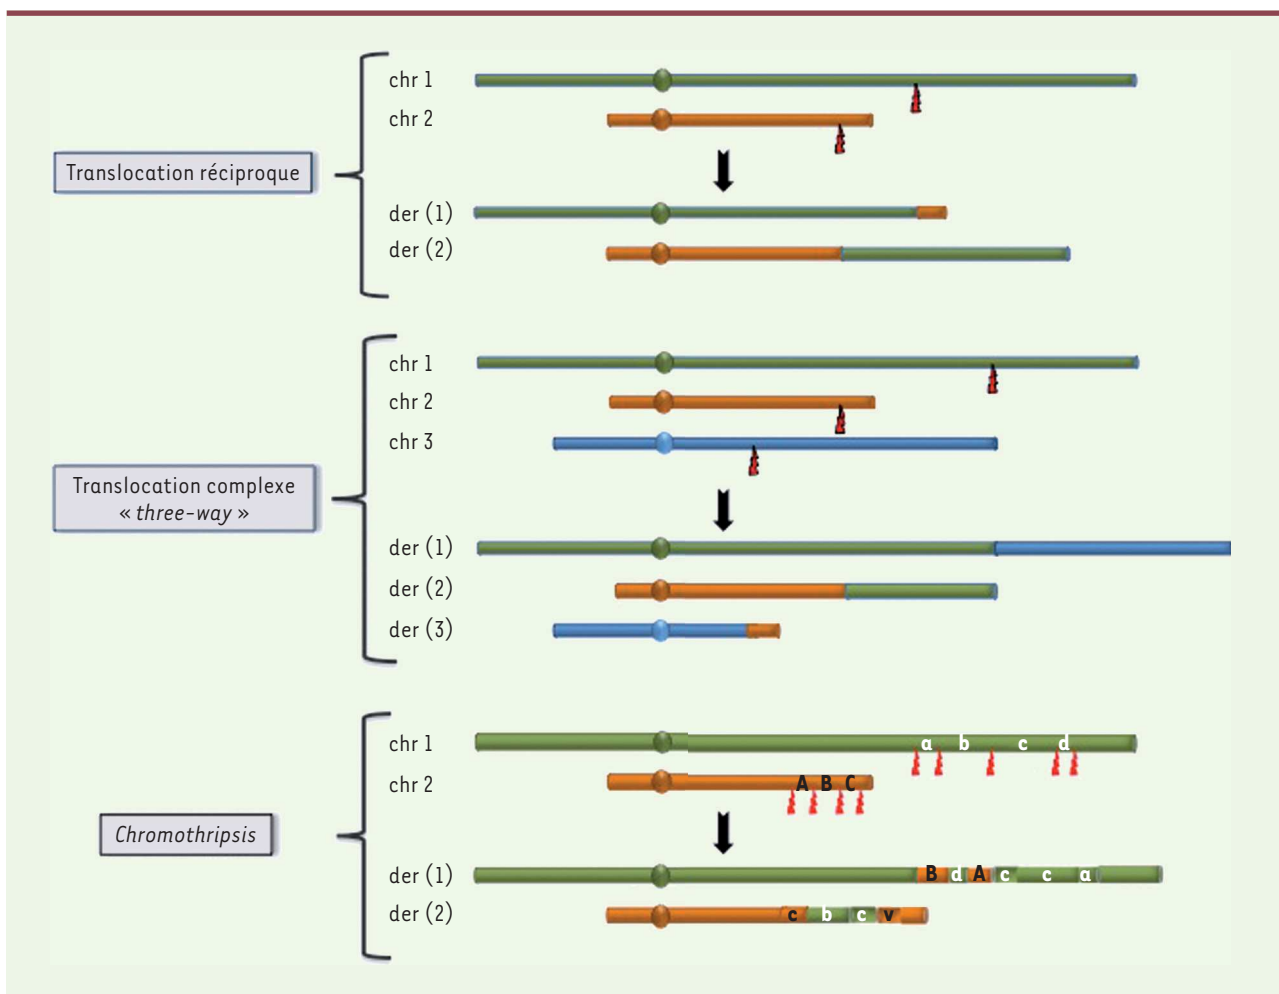 chr 1
chr 2
Translocation réciproque
der (1)
der (2)
chr 1
chr 2
chr 3
Translocation complexe
« three-way »
der (1)
der (2)
der (3)
chr 1 a b c d
chr 2 A B C
Chromothripsis
der (1) B d A c c a
der (2) c b c v